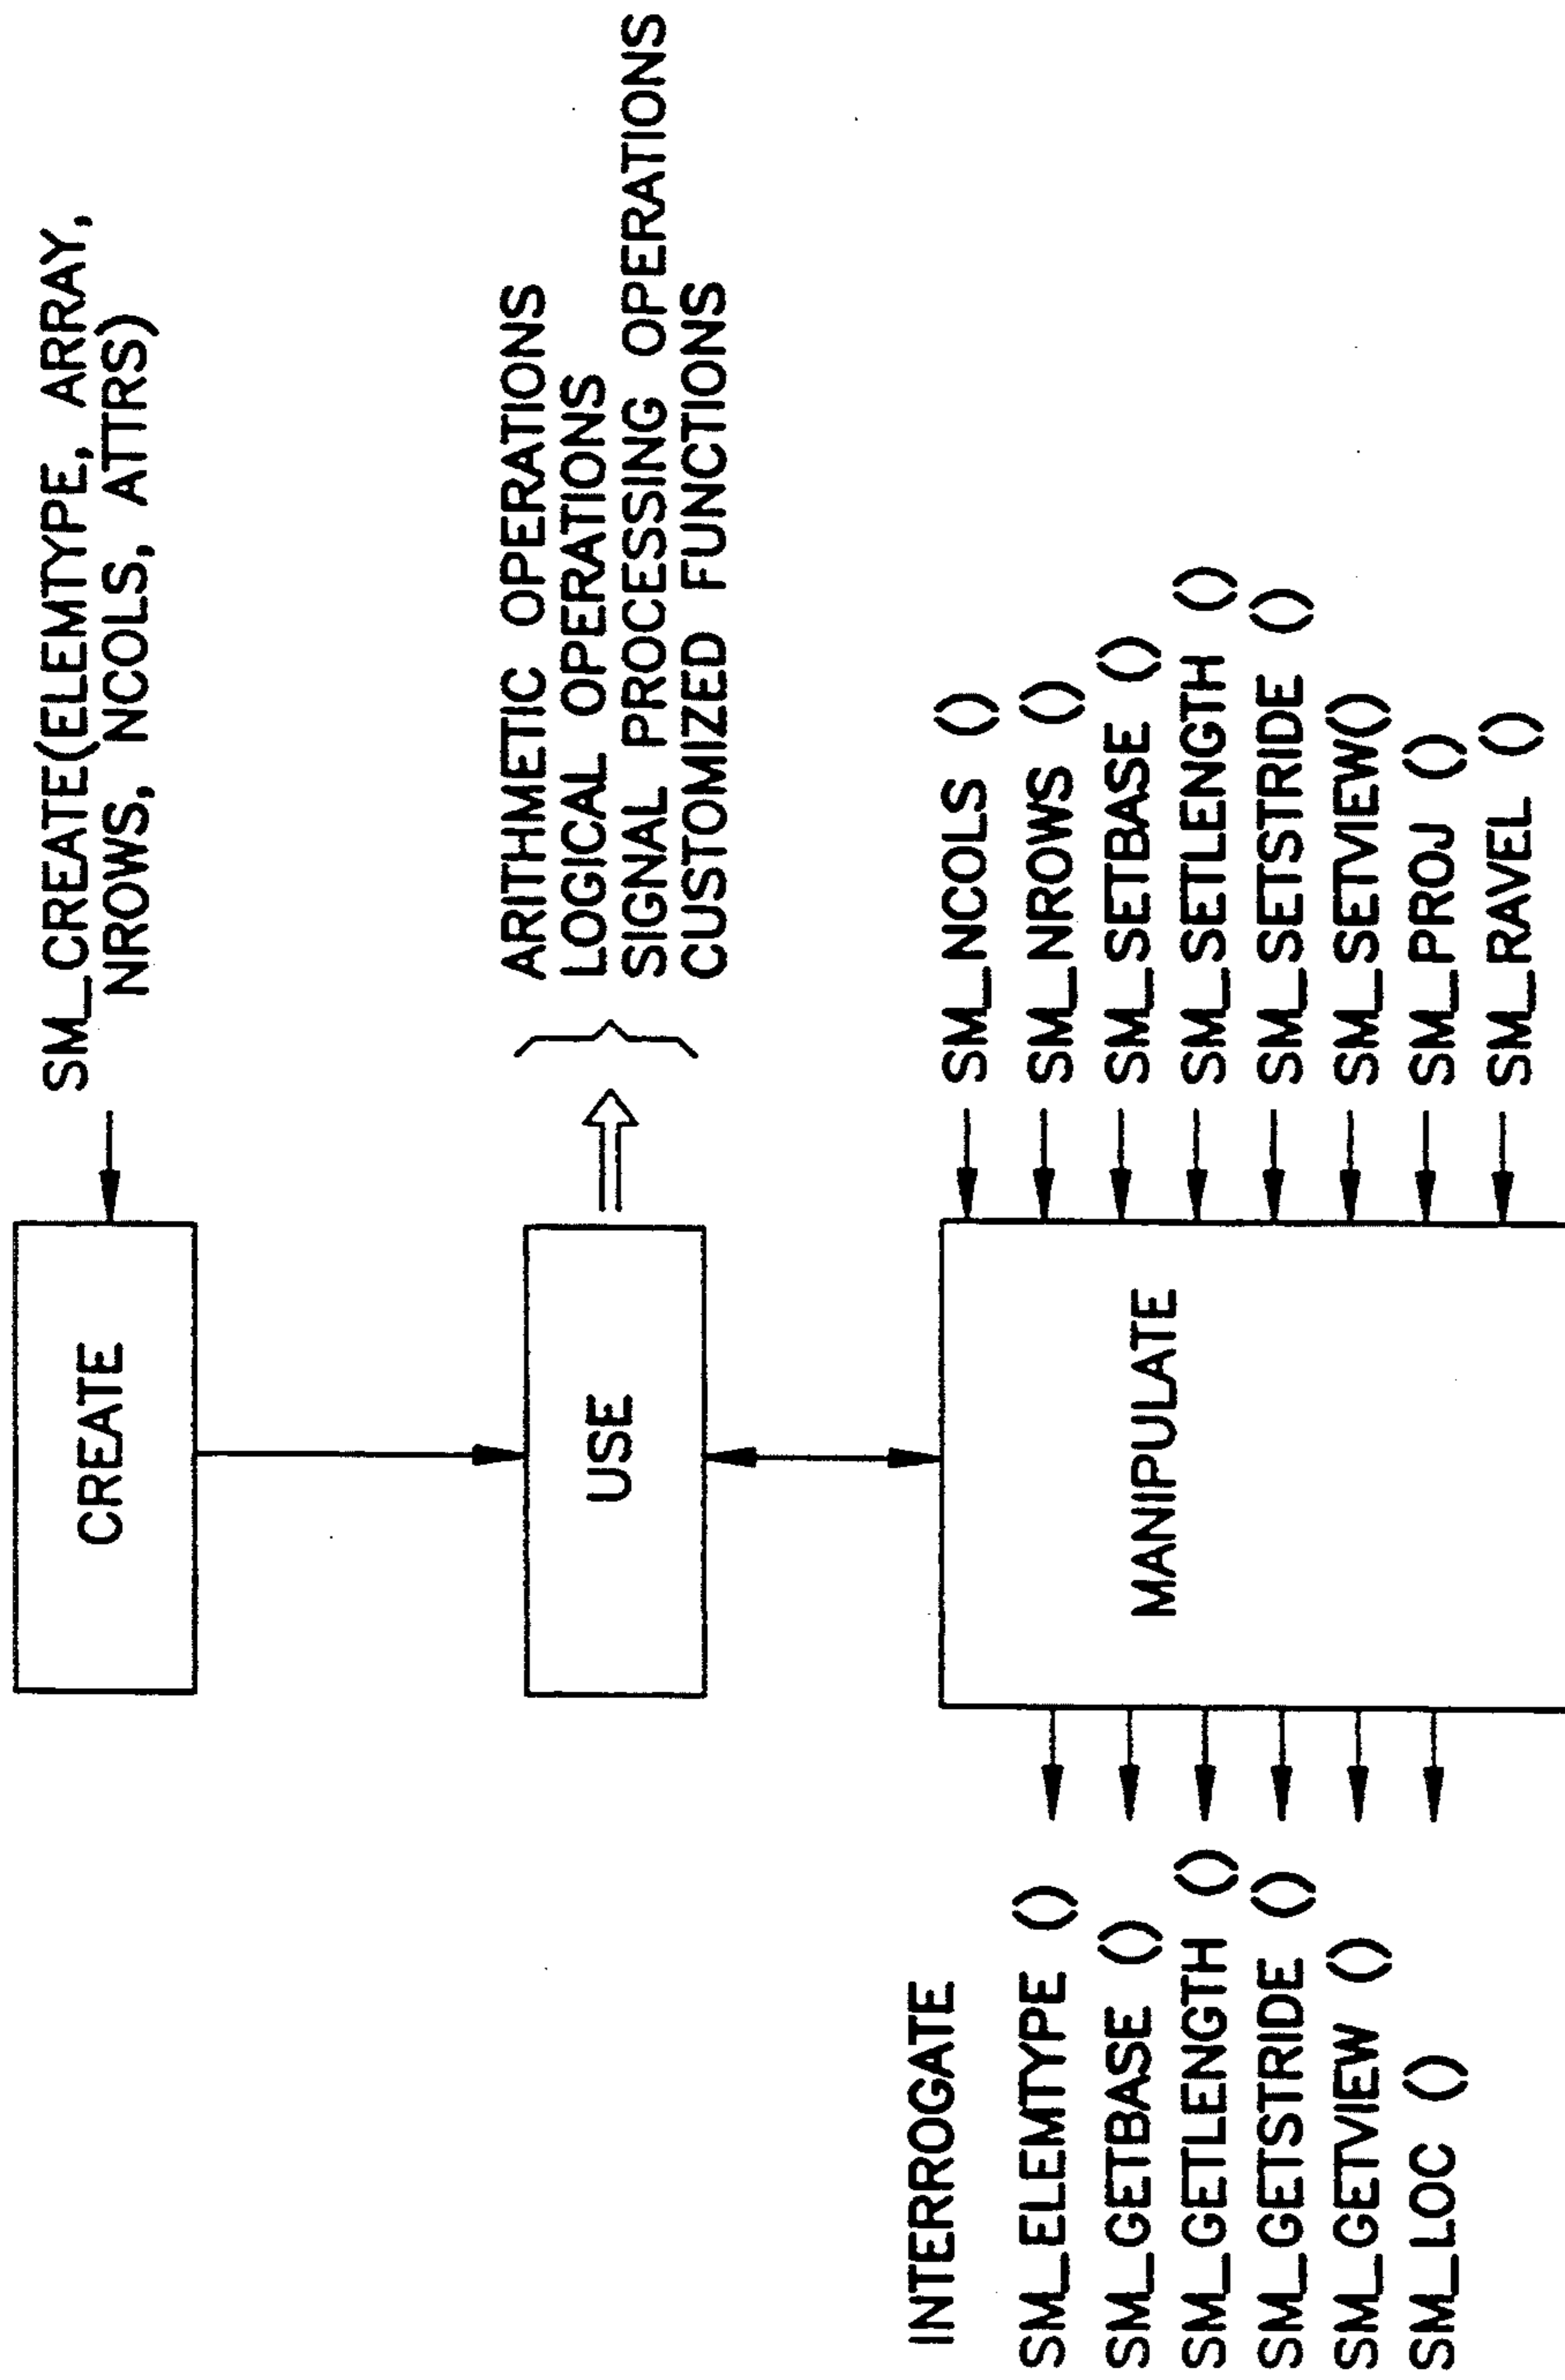 CREATE
SM_CREATE(ELEMTYPE, ARRAY,
NROWS, NCOLS, ATTRS)
USE
ARITHMETIC OPERATIONS
LOGICAL OPERATIONS
SIGNAL PROCESSING OPERATIONS
CUSTOMIZED FUNCTIONS
INTERROGATE
SM_ELEMTYPE ()
SM_GETBASE ()
SM_GETLENGTH ()
SM_GETSTRIDE ()
SM_GETVIEW ()
SM_LOC ()
MANIPULATE
SM_NCOLS ()
SM_NROWS ()
SM_SETBASE ()
SM_SETLENGTH ()
SM_SETSTRIDE ()
SM_SETVIEW()
SM_PROJ ()
SM_RAVEL ()